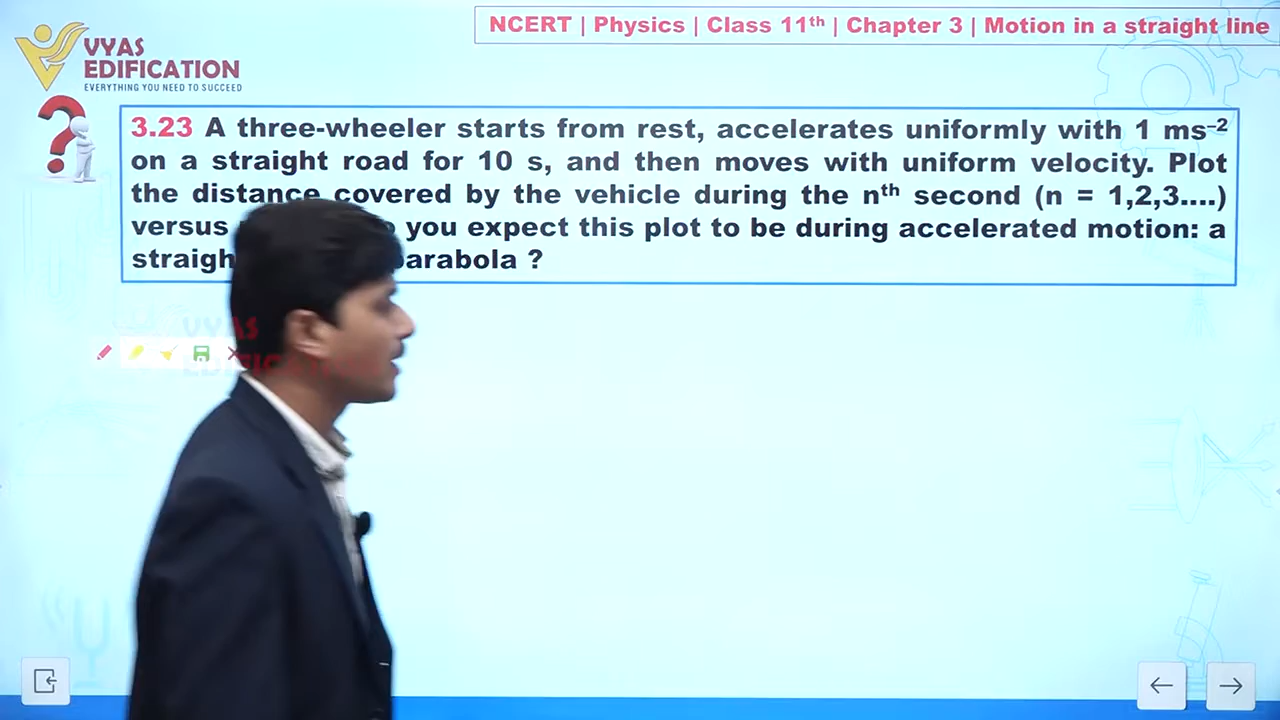 NCERT | Physics | Class 11th | Chapter 3 | Motion in a straight line
VYAS
EDIFICATION
EVERYTHING YOU NEED TO SUCCEED
3.23 A three-wheeler starts from rest, accelerates uniformly with 1 ms⁻²
on a straight road for 10 s, and then moves with uniform velocity. Plot
the distance covered by the vehicle during the nth second (n = 1,2,3....)
versus you expect this plot to be during accelerated motion: a
?
VYAS